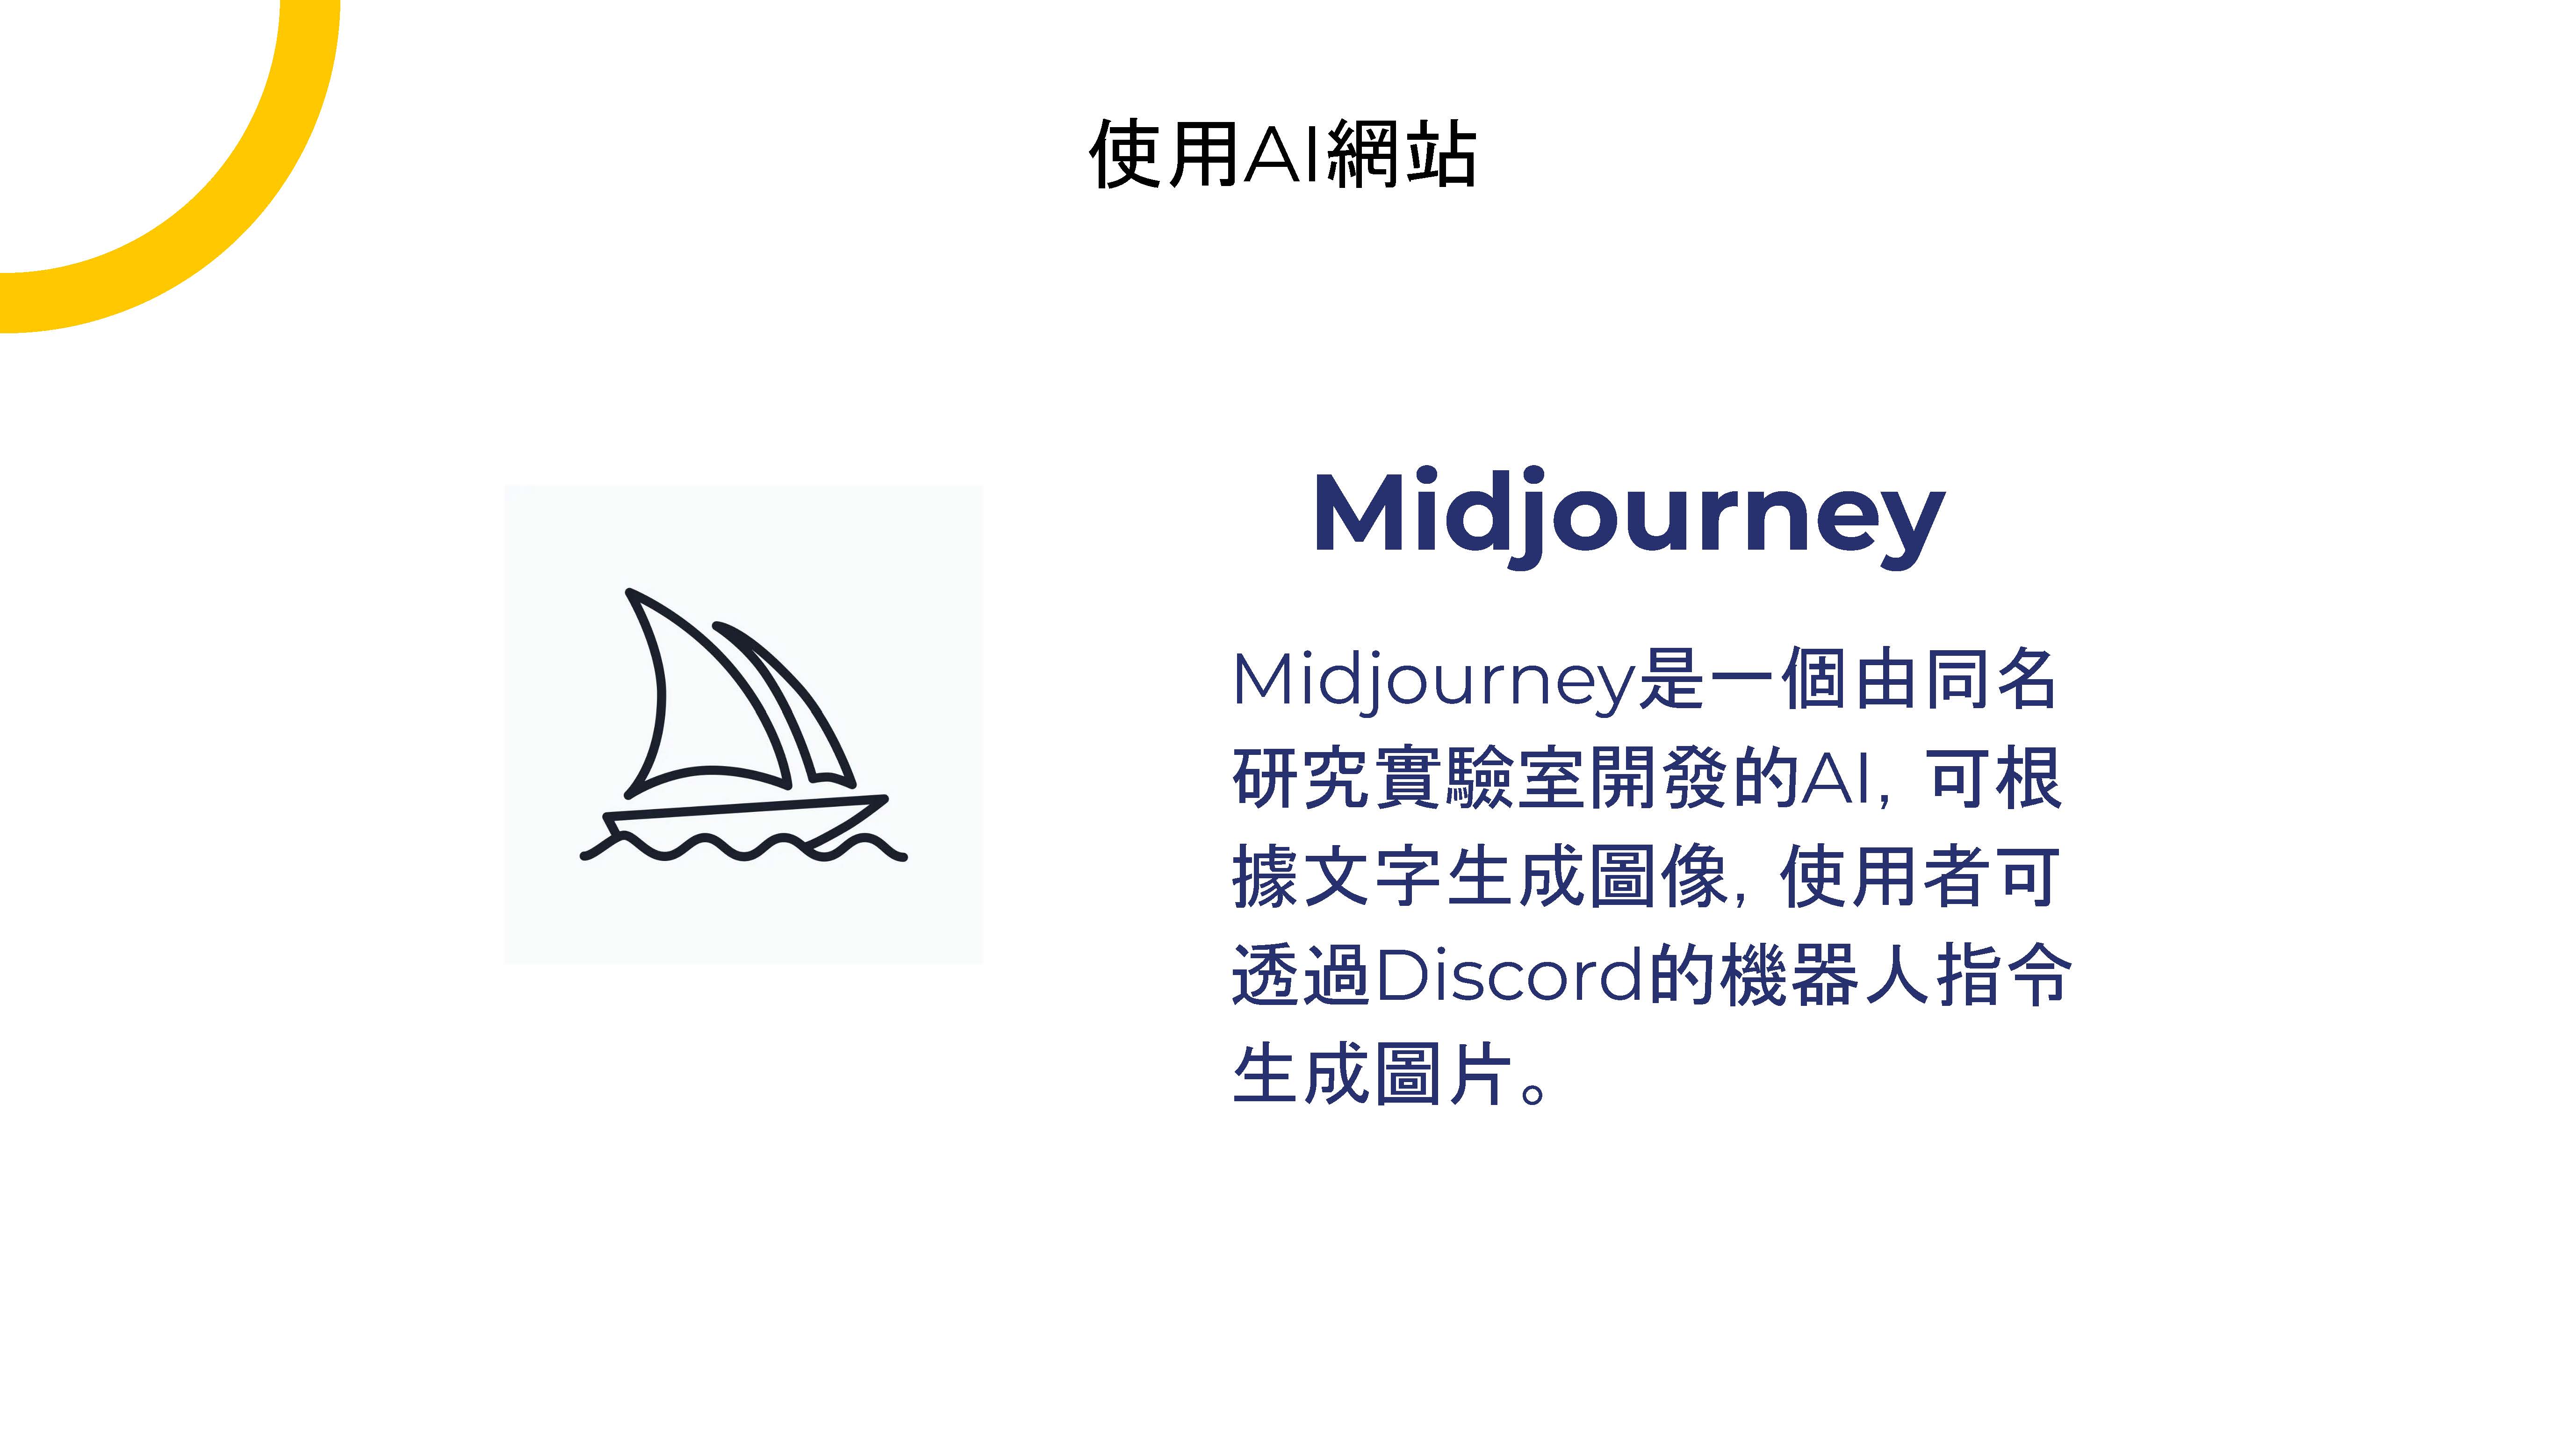 使用AI網站
Midjourney
Midjourney是一個由同名
研究實驗室開發的AI, 可根
據文字生成圖像, 使用者可
透過Discord的機器人指令
生成圖片。